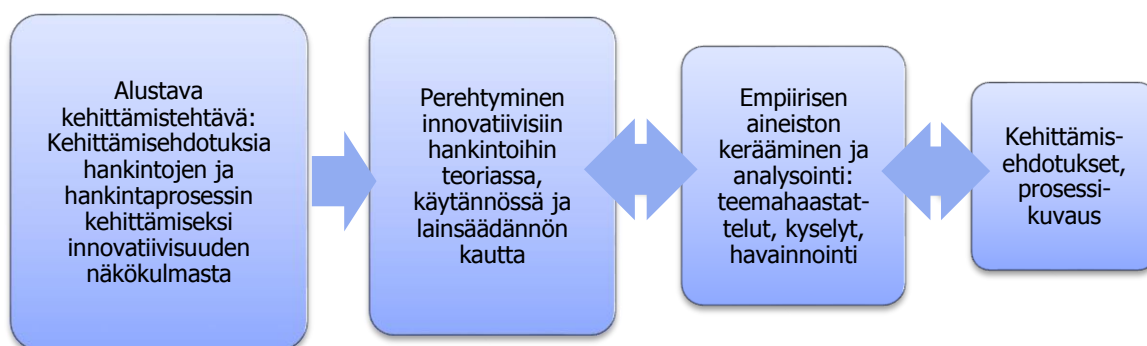 Alustava
kehittämistehtävä:
Kehittämisehdotuksia
hankintojen ja
hankintaprosessin
kehittämiseksi
innovatiivisuuden
näkökulmasta
Perehtyminen
innovatiivisiin
hankintoihin
teoriassa,
käytännössä ja
lainsäädännön
kautta
Empiirisen
aineiston
kerääminen ja
analysointi:
teemahaastat-
telut, kyselyt,
havainnointi
Kehittämis-
ehdotukset,
prosessi-
kuvaus